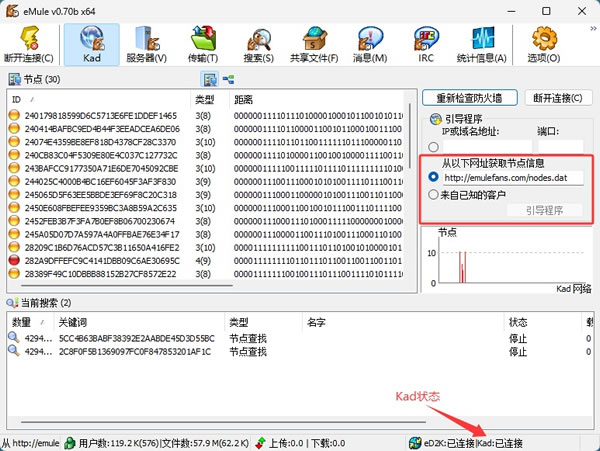 eMule v0.70b x64
断开连接(C)
Kad
服务器(V)
传输(T)
搜索(S)
共享文件(F)
消息(M)
IRC
统计信息(A)
选项(O)
节点 (30)
ID 类型 距离
240179818599D6C5713E6FE1DDEF1465 3(8)
240414BAFBC9ED4B44F3EEADCEA6DE06 3(8)
24074E4359BE8EF818D4378CF28C3370 3(10)
240CB83C04F5309E80E4C037C127732C 3(8)
243BAFCC9177350A71E6DE7045092CBE 3(10)
244025C4000B4BC16EF6045F3AF3F830 3(9)
245065D5F63EE5BBDE3EF69F8C20C318 3(9)
2450E608FBEFFEE9359BC3A8B59A2C635 3(10)
2452FEB3B7F3FA7B0EF8B06700230674 3(8)
245A05D07D7A597A4A0FFBAE76E34F17 3(8)
28209C1B6D76ACD57C3B11650A416FE2 3(10)
282A9DFFEFC9C4141DBB09C6AE30695C 4(9)
28389F49C10DBBB88152B27CF8572E22 3(8)
重新检查防火墙 断开连接(C)
引导程序
IP或域名地址: 端口:
从以下网址获取节点信息
http://emulefans.com/nodes.dat
来自已知的客户
引导程序
节点
10
0
Kad 网络
当前搜索 (2)
数量 关键词 类型 名字 状态
4294... 5CC4B63BABF38392E2AABDE45D3D55BC 节点查找 停止 0
4294... 2C8F0F5B1369097FC0F847853201AF1C 节点查找 停止 0
Kad状态
从 http://emule
用户数:119.2 K(576)|文件数:57.9 M(62.2 K)
上传:0.0 | 下载:0.0
eD2K:已连接|Kad:已连接